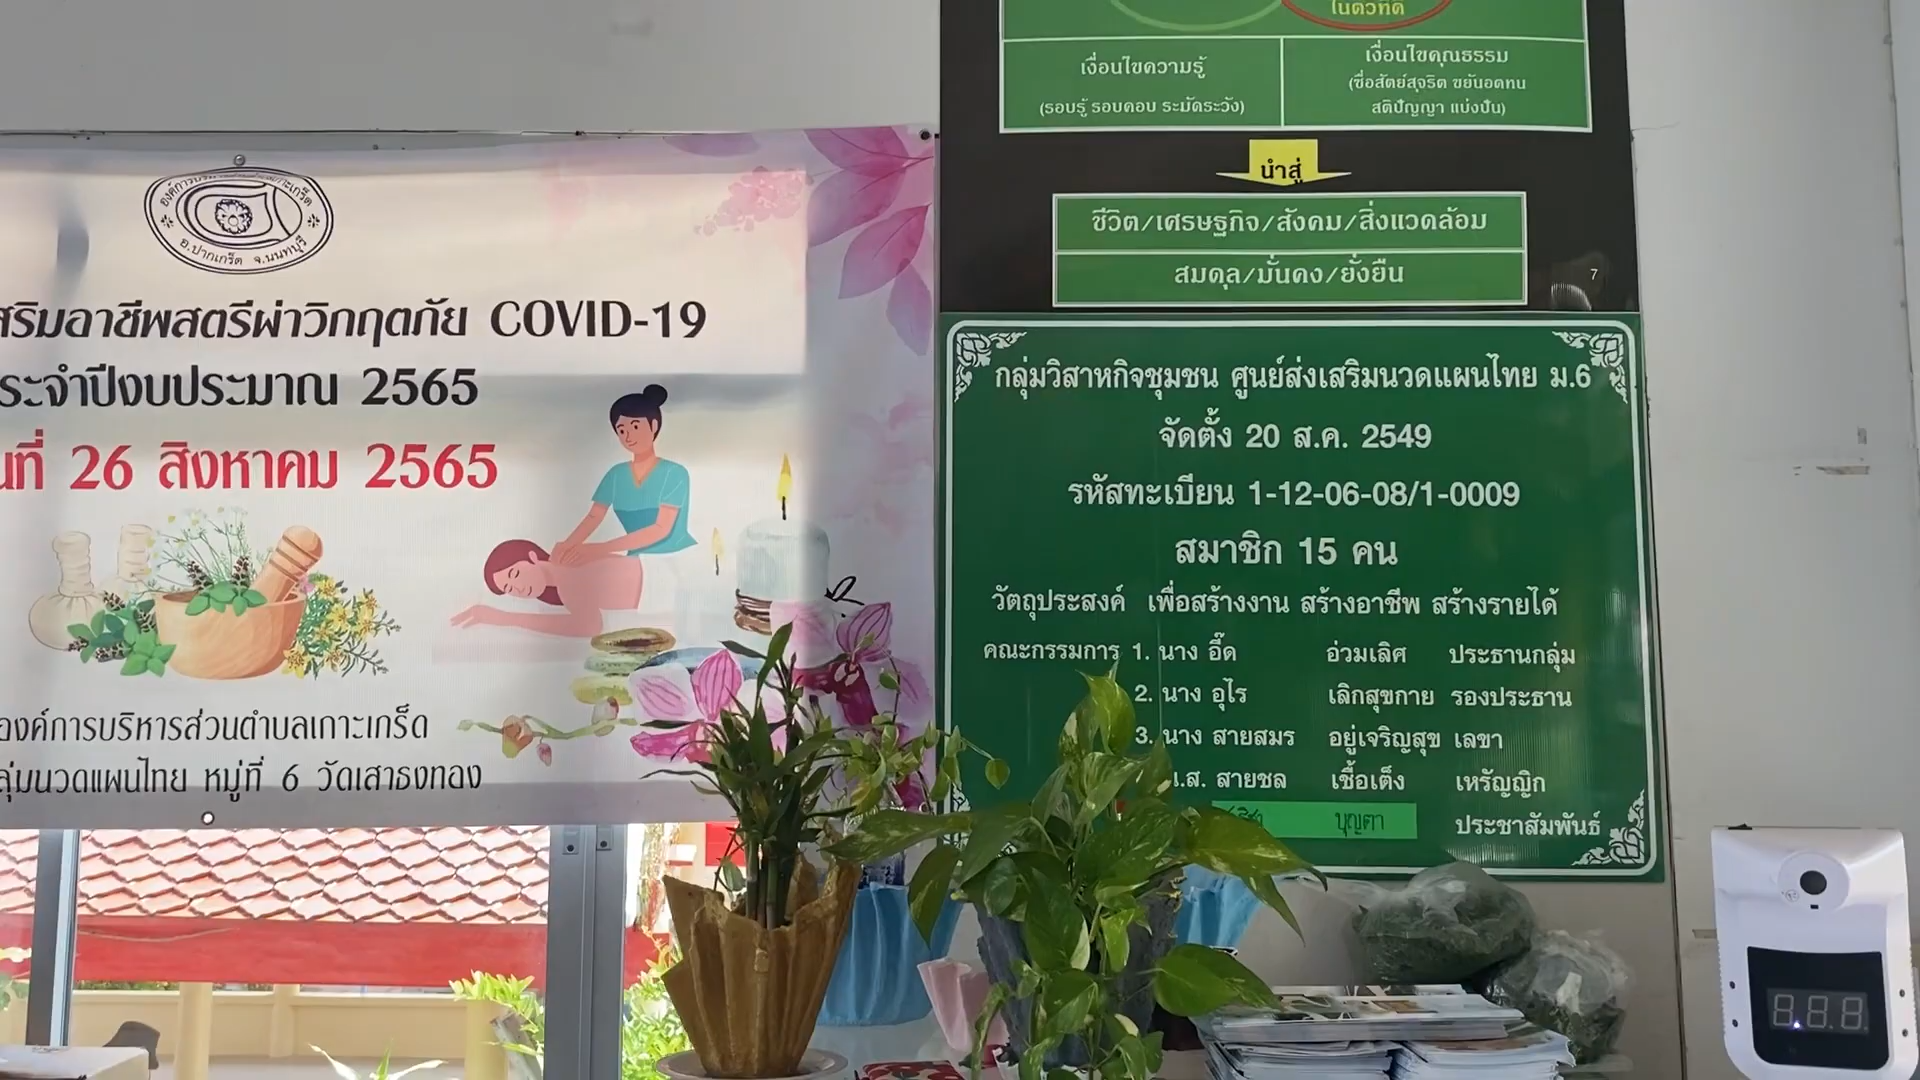 อ.ปากเกร็ด จ.นนทบุรี
อาชีพสตรีผ่าวิกฤตภัย COVID-19
งบประมาณ 2565
26 สิงหาคม 2565
องค์การบริหารส่วนตำบลเกาะเกร็ด
นวดแผนไทย หมู่ที่ 6 วัดเสาธงทอง
เงื่อนไขความรู้
(รอบรู้ รอบคอบ ระมัดระวัง)
เงื่อนไขคุณธรรม
(ซื่อสัตย์สุจริต ขยันอดทน
สติปัญญา แบ่งปัน)
นำสู่
ชีวิต/เศรษฐกิจ/สังคม/สิ่งแวดล้อม
สมดุล/มั่นคง/ยั่งยืน
7
กลุ่มวิสาหกิจชุมชน ศูนย์ส่งเสริมนวดแผนไทย ม.6
จัดตั้ง 20 ส.ค. 2549
รหัสทะเบียน 1-12-06-08/1-0009
สมาชิก 15 คน
วัตถุประสงค์ เพื่อสร้างงาน สร้างอาชีพ สร้างรายได้
คณะกรรมการ 1. นาง อี๊ด อ่วมเลิศ ประธานกลุ่ม
2. นาง อุไร เลิกสุขกาย รองประธาน
3. นาง สายสมร อยู่เจริญสุข เลขา
สายชล เชื้อเต็ง เหรัญญิก
บุญตา ประชาสัมพันธ์